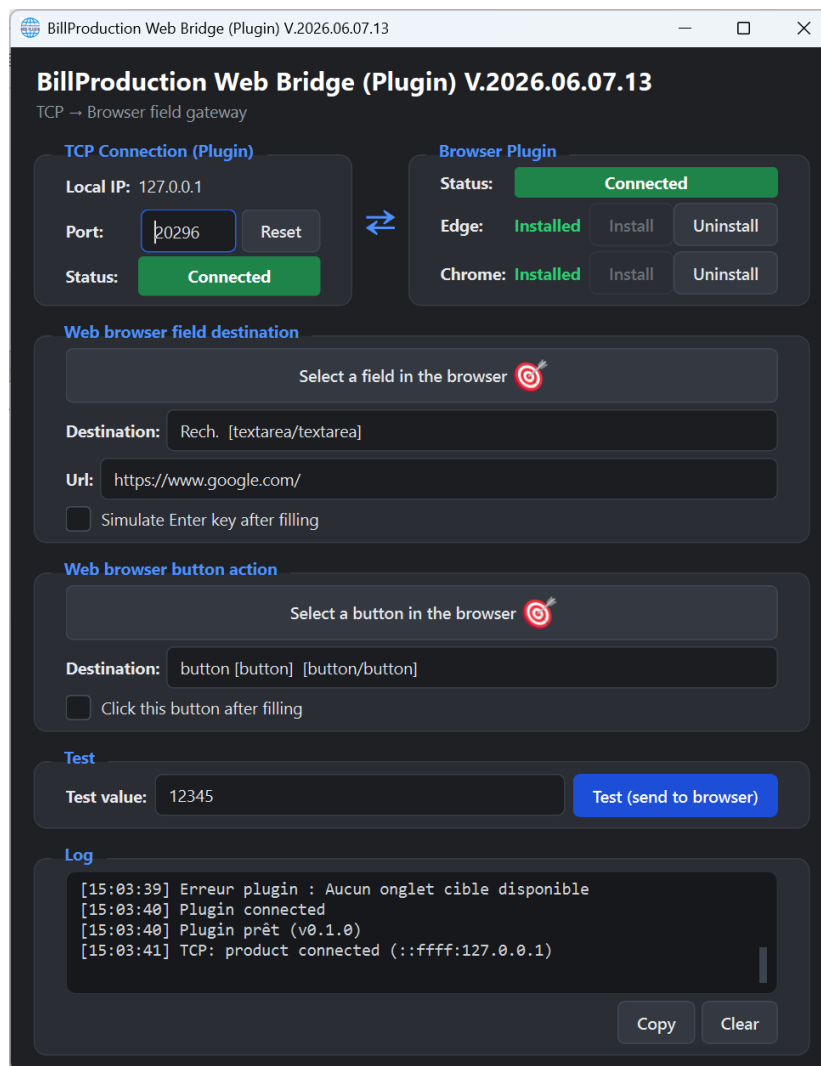 BillProduction Web Bridge (Plugin) V.2026.06.07.13
BillProduction Web Bridge (Plugin) V.2026.06.07.13
TCP → Browser field gateway
TCP Connection (Plugin)
Local IP: 127.0.0.1
Port: 20296 Reset
Status: Connected
Browser Plugin
Status: Connected
Edge: Installed Install Uninstall
Chrome: Installed Install Uninstall
Web browser field destination
Select a field in the browser
Destination: Rech. [textarea/textarea]
Url: https://www.google.com/
Simulate Enter key after filling
Web browser button action
Select a button in the browser
Destination: button [button] [button/button]
Click this button after filling
Test
Test value: 12345 Test (send to browser)
Log
[15:03:39] Erreur plugin : Aucun onglet cible disponible
[15:03:40] Plugin connected
[15:03:40] Plugin prêt (v0.1.0)
[15:03:41] TCP: product connected (::ffff:127.0.0.1)
Copy Clear